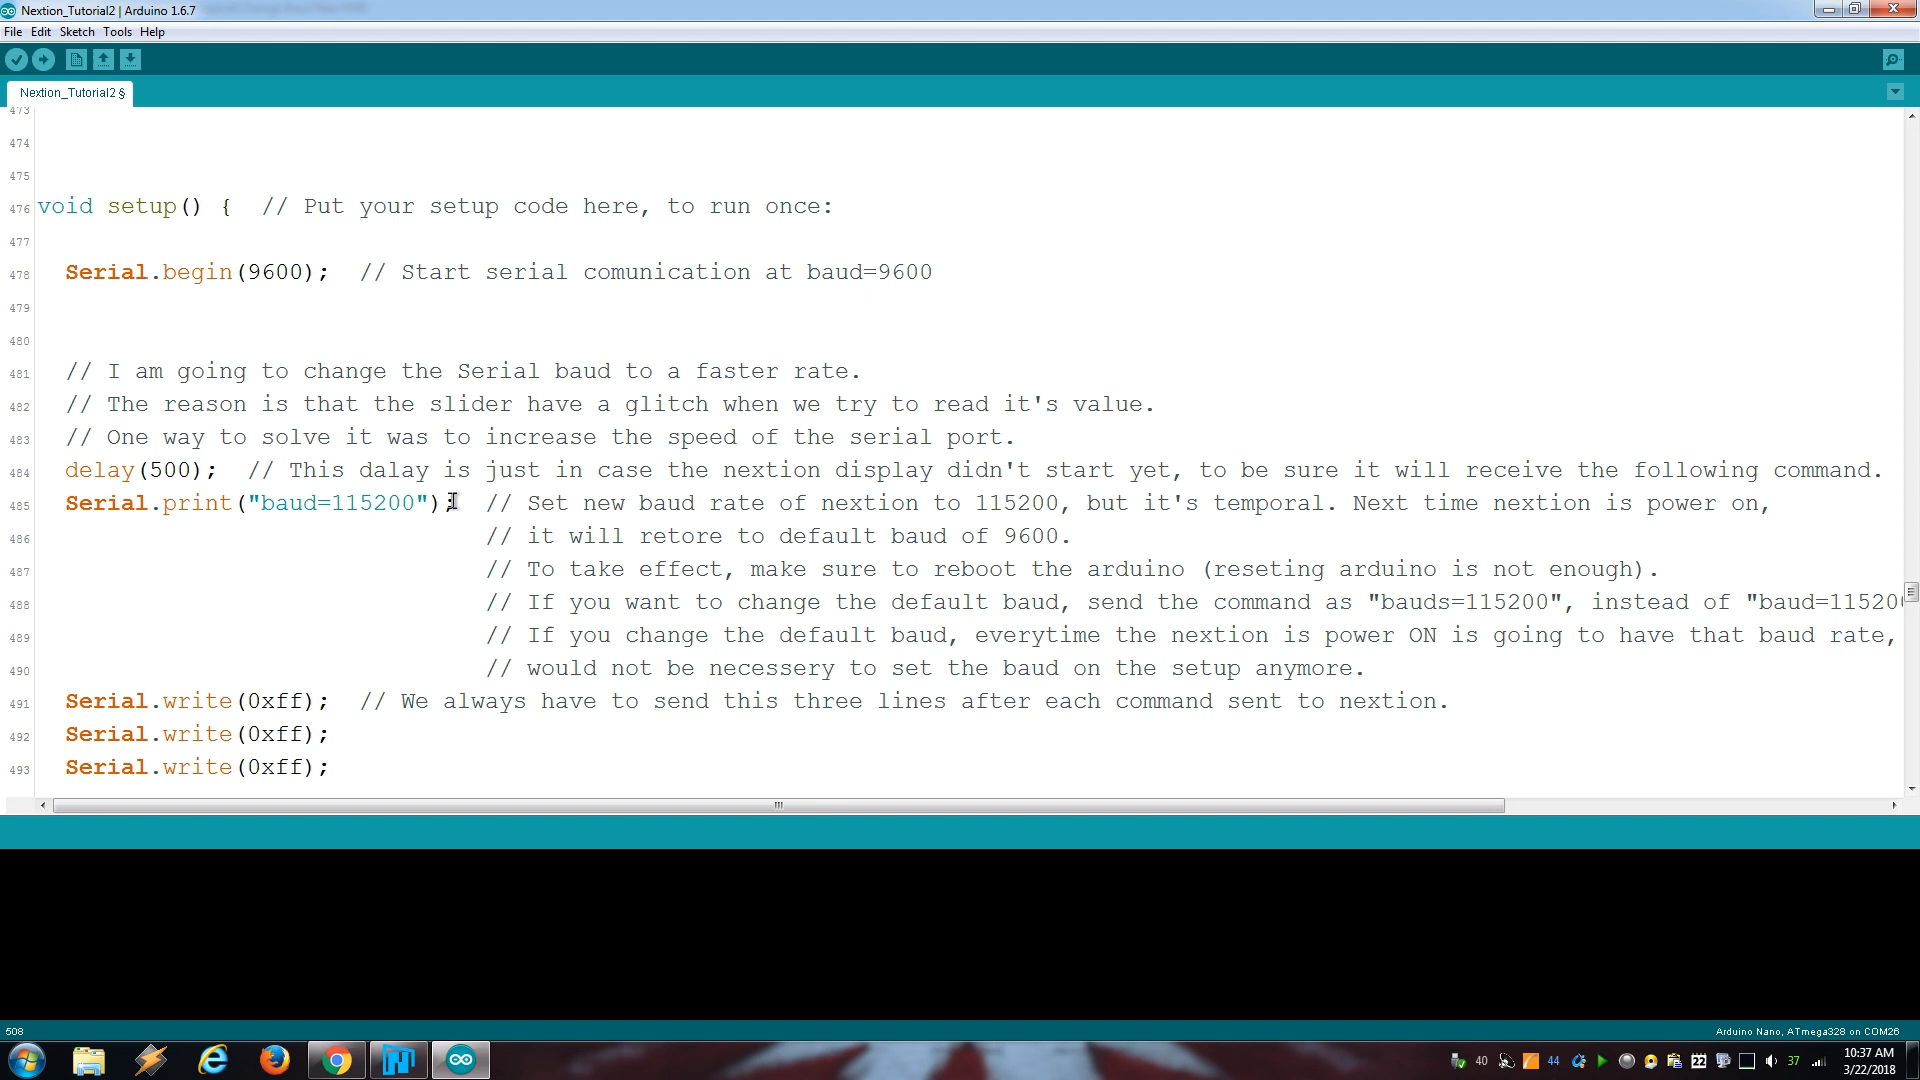 Nextion_Tutorial2 | Arduino 1.6.7
File Edit Sketch Tools Help
Nextion_Tutorial2 §
473
474
475
476 void setup() { // Put your setup code here, to run once:
477
478 Serial.begin(9600); // Start serial comunication at baud=9600
479
480
481 // I am going to change the Serial baud to a faster rate.
482 // The reason is that the slider have a glitch when we try to read it's value.
483 // One way to solve it was to increase the speed of the serial port.
484 delay(500); // This dalay is just in case the nextion display didn't start yet, to be sure it will receive the following command.
485 Serial.print("baud=115200"); // Set new baud rate of nextion to 115200, but it's temporal. Next time nextion is power on,
486 // it will retore to default baud of 9600.
487 // To take effect, make sure to reboot the arduino (reseting arduino is not enough).
488 // If you want to change the default baud, send the command as "bauds=115200", instead of "baud=11520
489 // If you change the default baud, everytime the nextion is power ON is going to have that baud rate,
490 // would not be necessery to set the baud on the setup anymore.
491 Serial.write(0xff); // We always have to send this three lines after each command sent to nextion.
492 Serial.write(0xff);
493 Serial.write(0xff);
508
Arduino Nano, ATmega328 on COM26
40 44 22 37
10:37 AM
3/22/2018